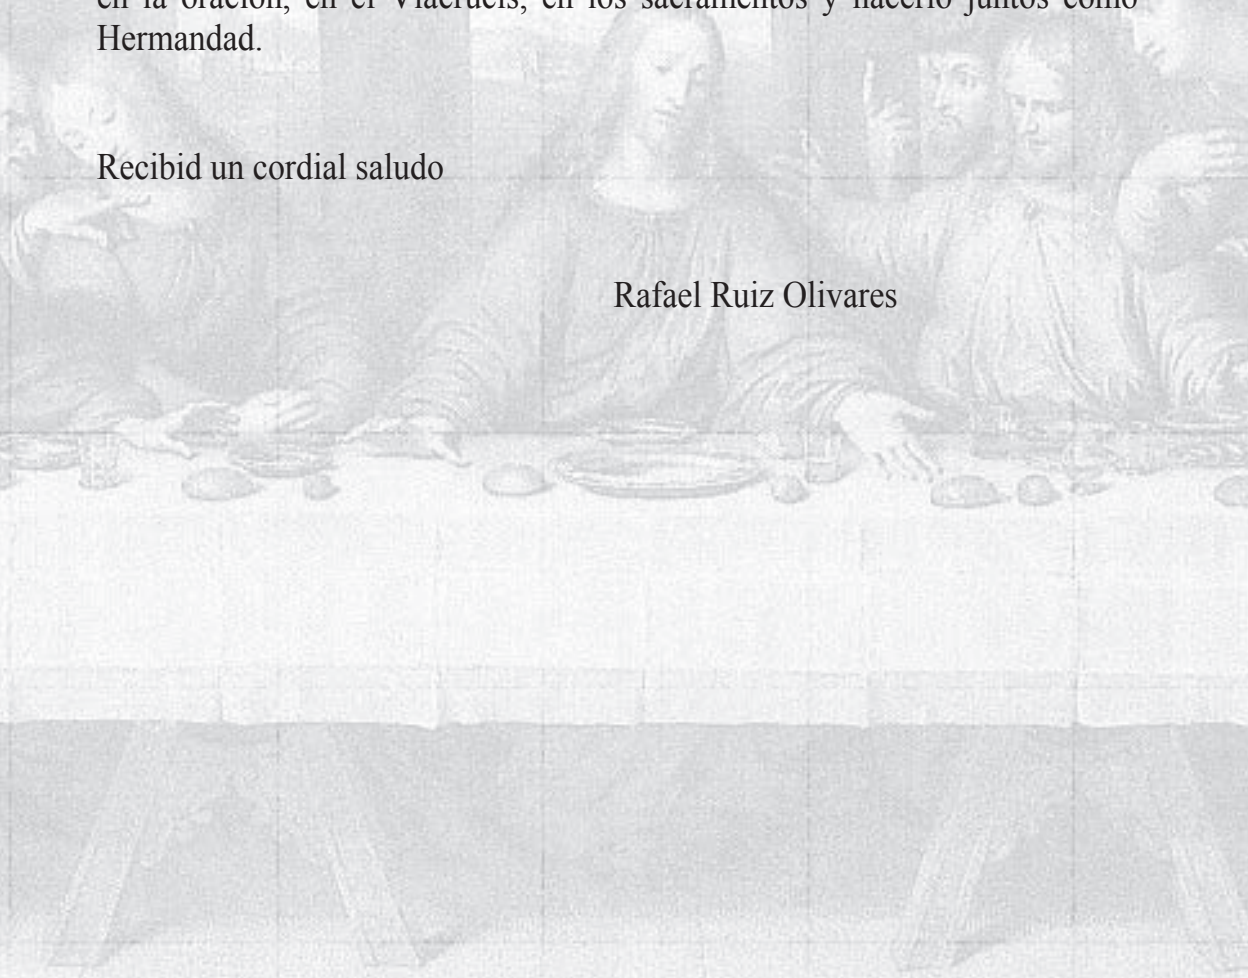 en la oración, en el Viacrucis, en los sacramentos y hacerlo juntos como
Hermandad.
Recibid un cordial saludo
Rafael Ruiz Olivares